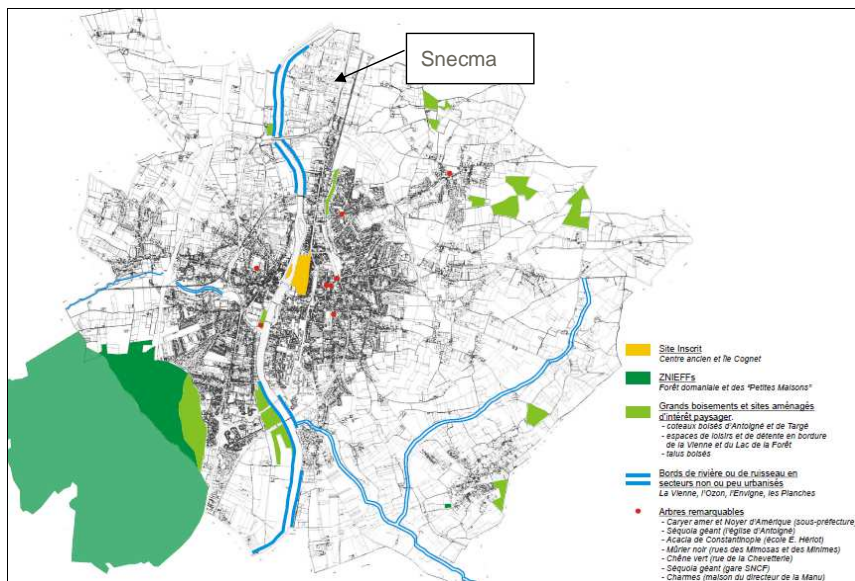 Snecma
Site Inscrit
Centre ancien et île Cognet
ZNIEFFs
Forêt domaniale et des "Petites Maisons"
Grands boisements et sites aménagés
d'intérêt paysager.
- coteaux boisés d'Antoigné et de Targé
- espaces de loisirs et de détente en bordure
de la Vienne et du Lac de la Forêt
- talus boisés
Bords de rivière ou de ruisseau en
secteurs non ou peu urbanisés
La Vienne, l'Ozon, l'Envigne, les Planches
Arbres remarquables
- Caryer amer et Noyer d'Amérique (sous-préfecture)
- Séquoia géant (l'église d'Antoigné)
- Acacia de Constantinople (école E. Hériot)
- Mûrier noir (rues des Mimosas et des Minimes)
- Chêne vert (rue de la Chevetterie)
- Séquoia géant (gare SNCF)
- Charmes (maison du directeur de la Manu)